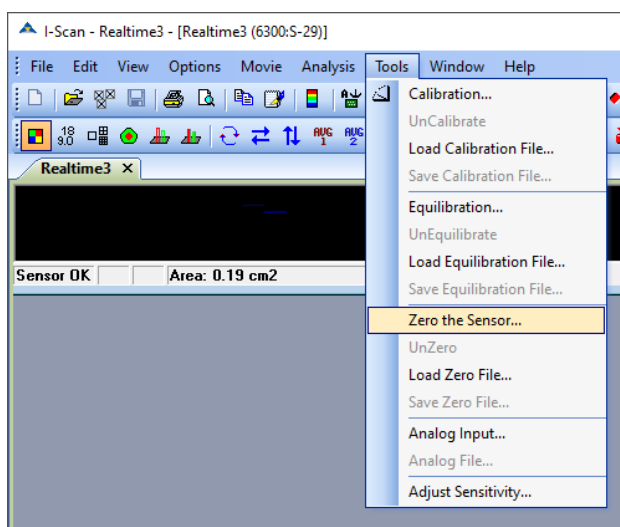 I-Scan - Realtime3 - [Realtime3 (6300:S-29)]
File Edit View Options Movie Analysis Tools Window Help
18
9.0
AVG
1
AVG
2
Realtime3
Sensor OK Area: 0.19 cm2
Calibration...
UnCalibrate
Load Calibration File...
Save Calibration File...
Equilibration...
UnEquilibrate
Load Equilibration File...
Save Equilibration File...
Zero the Sensor...
UnZero
Load Zero File...
Save Zero File...
Analog Input...
Analog File...
Adjust Sensitivity...